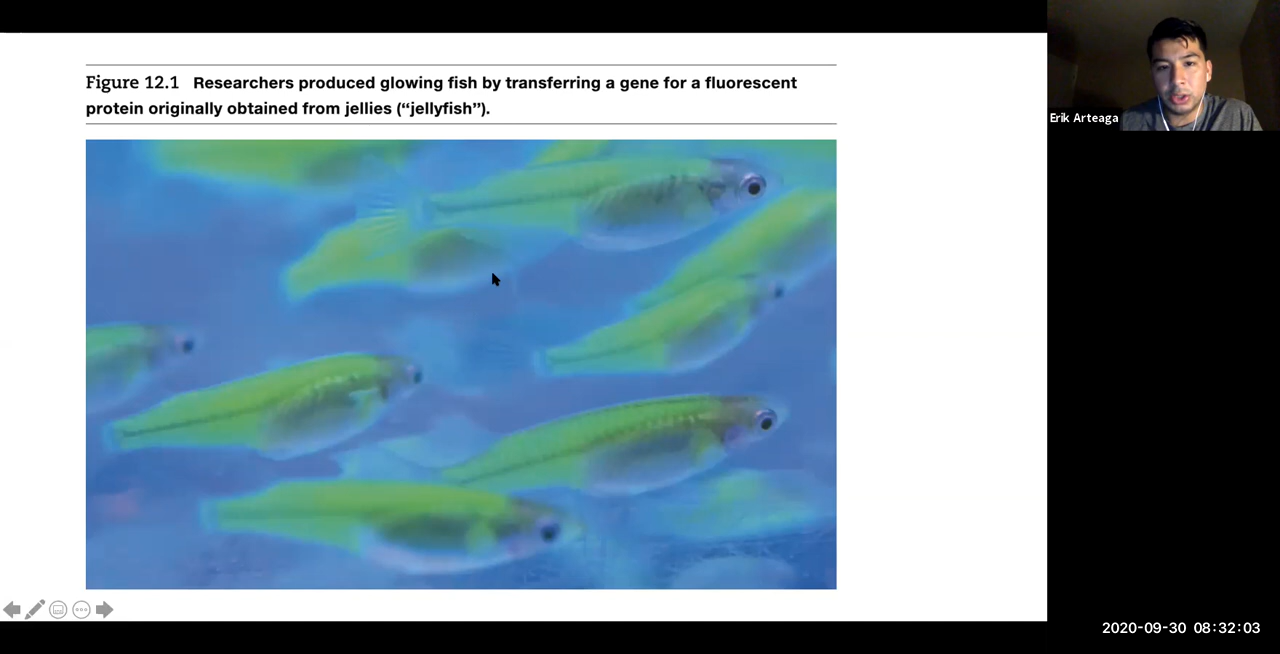 Figure 12.1 Researchers produced glowing fish by transferring a gene for a fluorescent
protein originally obtained from jellies (“jellyfish”).
Erik Arteaga
2020-09-30 08:32:03